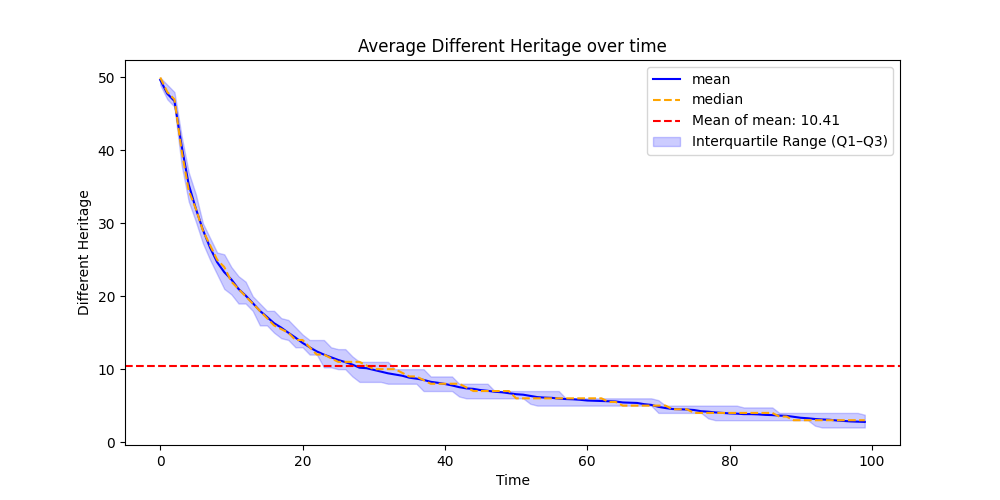 Average Different Heritage over time
mean
median
Mean of mean: 10.41
Interquartile Range (Q1–Q3)
Different Heritage
50
40
30
20
10
0
0 20 40 60 80 100
Time